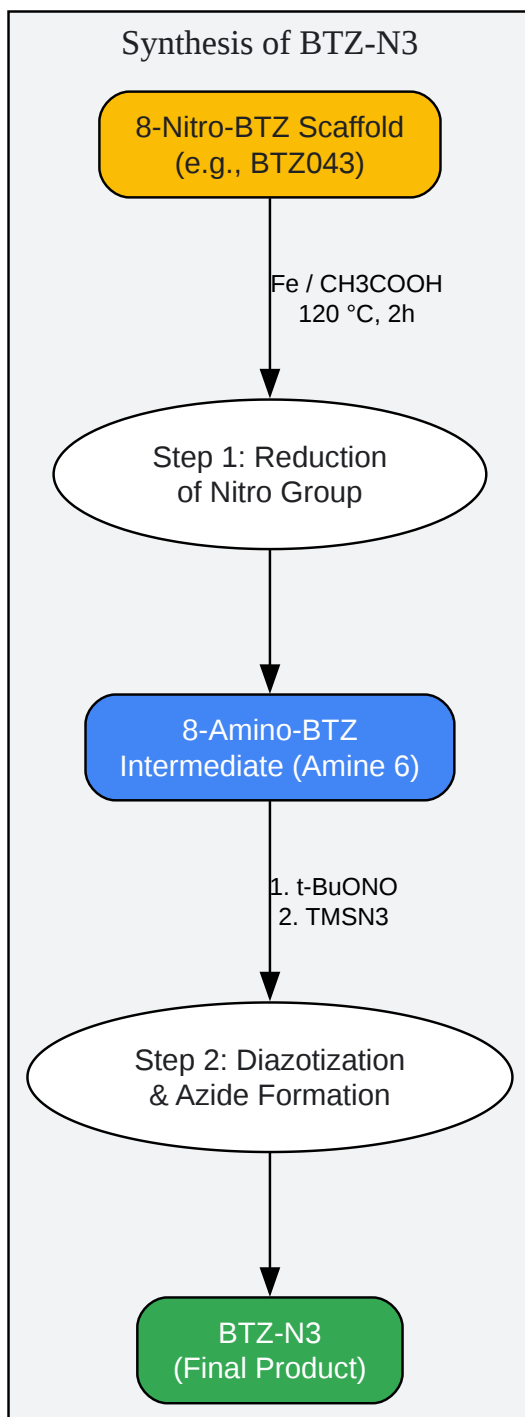 Synthesis of BTZ-N3
8-Nitro-BTZ Scaffold
(e.g., BTZ043)
Fe / CH3COOH
120 °C, 2h
Step 1: Reduction
of Nitro Group
8-Amino-BTZ
Intermediate (Amine 6)
1. t-BuONO
2. TMSN3
Step 2: Diazotization
& Azide Formation
BTZ-N3
(Final Product)